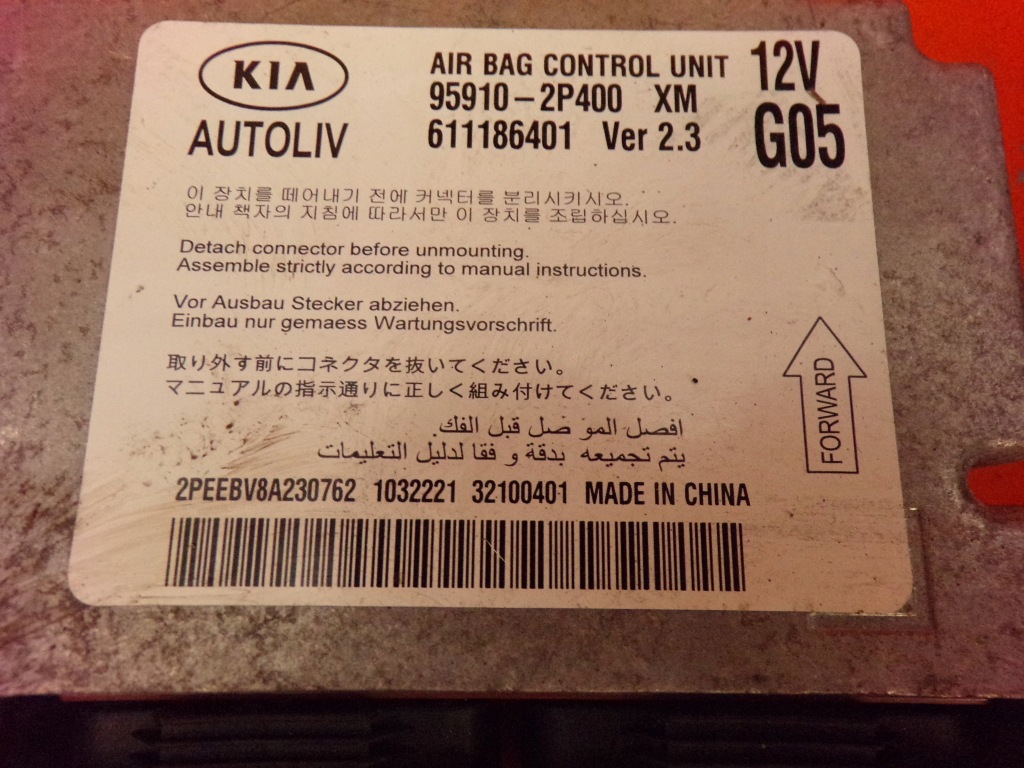 KIA
AUTOLIV
AIR BAG CONTROL UNIT
95910-2P400 XM
611186401 Ver 2.3
12V
G05
이 장치를 떼어내기 전에 커넥터를 분리시키시오.
안내 책자의 지침에 따라서만 이 장치를 조립하십시오.
Detach connector before unmounting.
Assemble strictly according to manual instructions.
Vor Ausbau Stecker abziehen.
Einbau nur gemaess Wartungsvorschrift.
取り外す前にコネクタを抜いてください。
マニュアルの指示通りに正しく組み付けてください。
افصل المو صل قبل الفك.
يتم تجميعه بدقة و فقا لدليل التعليمات
FORWARD
2PEEBV8A230762 1032221 32100401 MADE IN CHINA